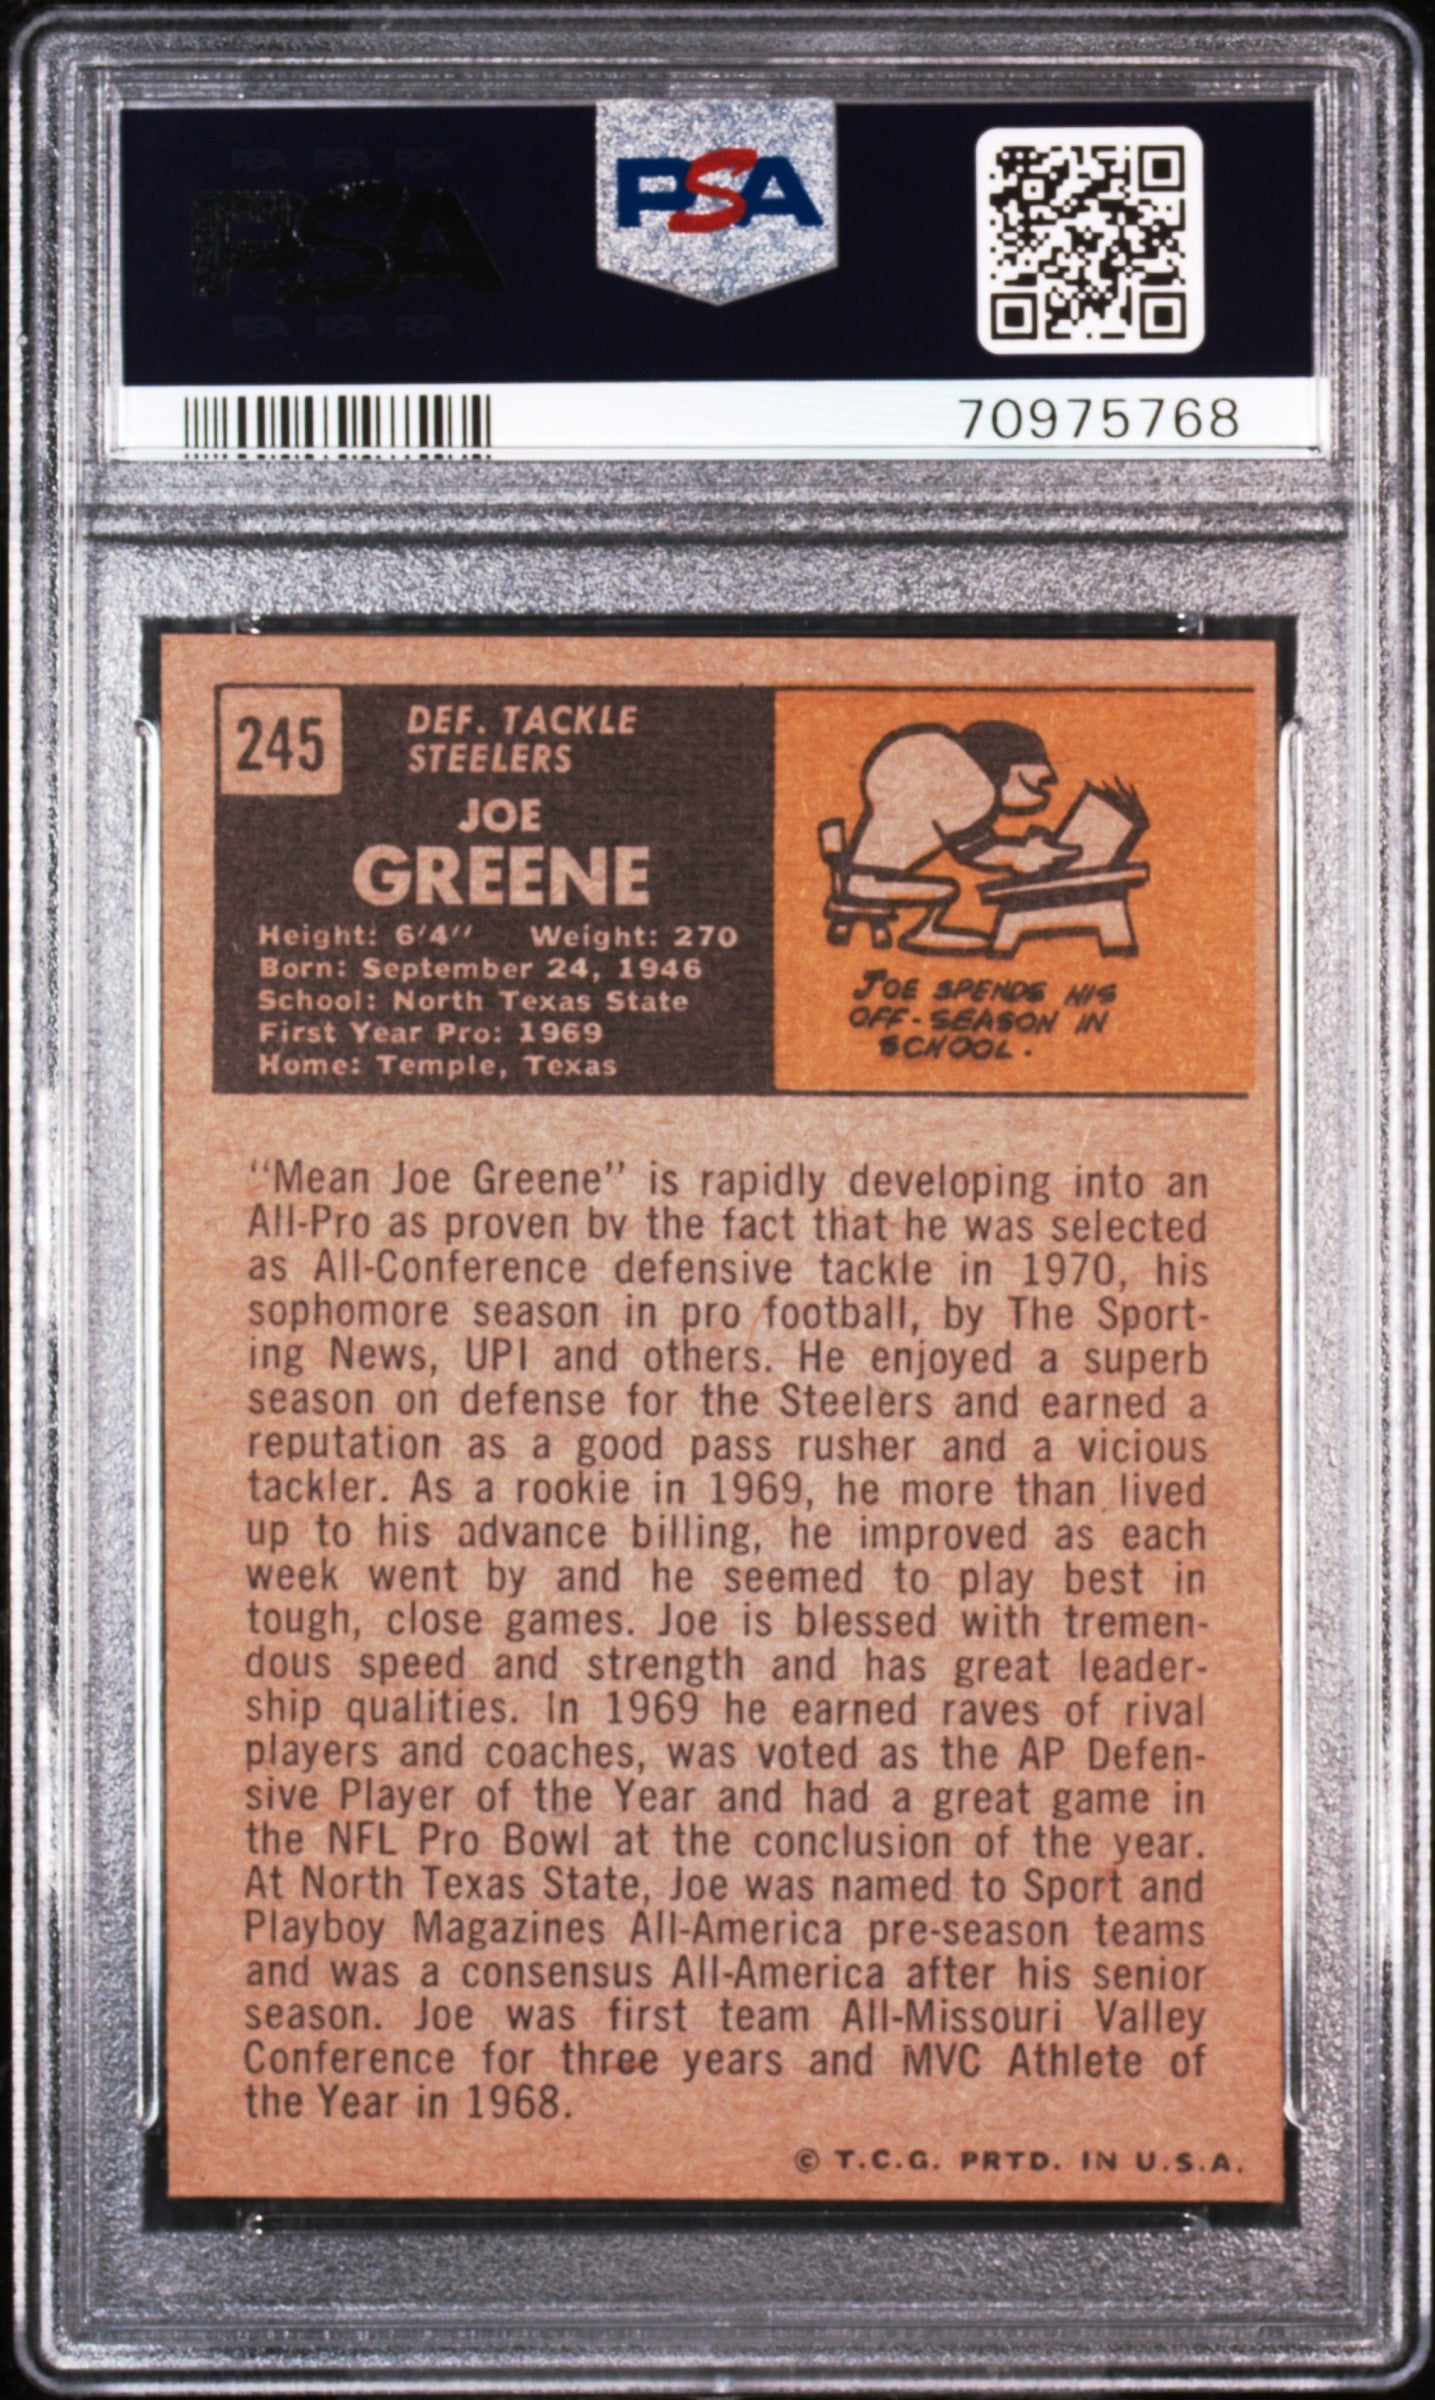 PSA PSA PSA
PSA
PSA PSA PSA
PSA
70975768
245
DEF. TACKLE
STEELERS
JOE
GREENE
Height: 6'4'' Weight: 270
Born: September 24, 1946
School: North Texas State
First Year Pro: 1969
Home: Temple, Texas
JOE SPENDS HIS
OFF-SEASON IN
SCHOOL.
"Mean Joe Greene" is rapidly developing into an
All-Pro as proven by the fact that he was selected
as All-Conference defensive tackle in 1970, his
sophomore season in pro football, by The Sport-
ing News, UPI and others. He enjoyed a superb
season on defense for the Steelers and earned a
reputation as a good pass rusher and a vicious
tackler. As a rookie in 1969, he more than lived
up to his advance billing, he improved as each
week went by and he seemed to play best in
tough, close games. Joe is blessed with tremen-
dous speed and strength and has great leader-
ship qualities. In 1969 he earned raves of rival
players and coaches, was voted as the AP Defen-
sive Player of the Year and had a great game in
the NFL Pro Bowl at the conclusion of the year.
At North Texas State, Joe was named to Sport and
Playboy Magazines All-America pre-season teams
and was a consensus All-America after his senior
season. Joe was first team All-Missouri Valley
Conference for three years and MVC Athlete of
the Year in 1968.
© T.C.G. PRTD. IN U.S.A.